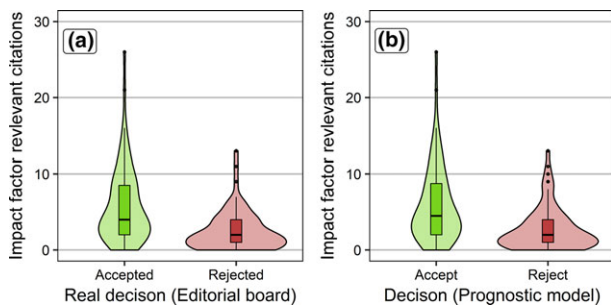 (a)
Impact factor revlevant citations
30
20
10
0
Accepted Rejected
Real decison (Editorial board)
(b)
Impact factor revlevant citations
30
20
10
0
Accept Reject
Decison (Prognostic model)